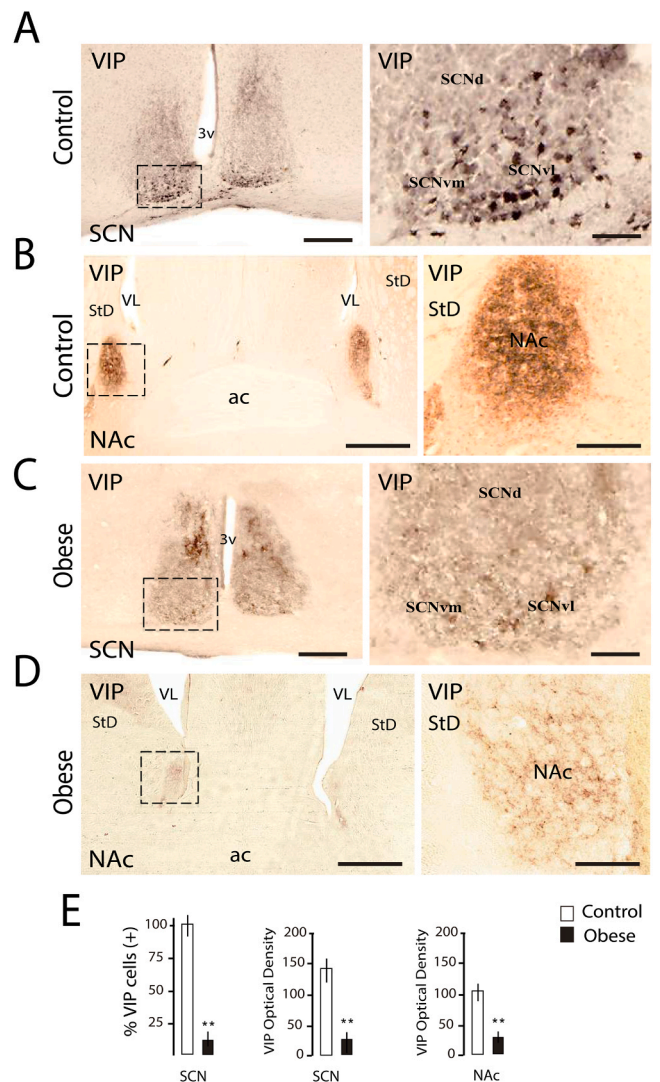 A
Control
VIP
3v
SCN
VIP
SCNd
SCNvm
SCNvl
B
Control
VIP
StD
VL
VL
StD
ac
NAc
VIP
StD
NAc
C
Obese
VIP
3v
SCN
VIP
SCNd
SCNvm
SCNvl
D
Obese
VIP
StD
VL
StD
ac
NAc
VIP
StD
NAc
E
Control
Obese
% VIP cells (+)
100
75
50
25
**
SCN
VIP Optical Density
200
150
100
50
0
**
SCN
VIP Optical Density
200
150
100
50
0
**
NAc